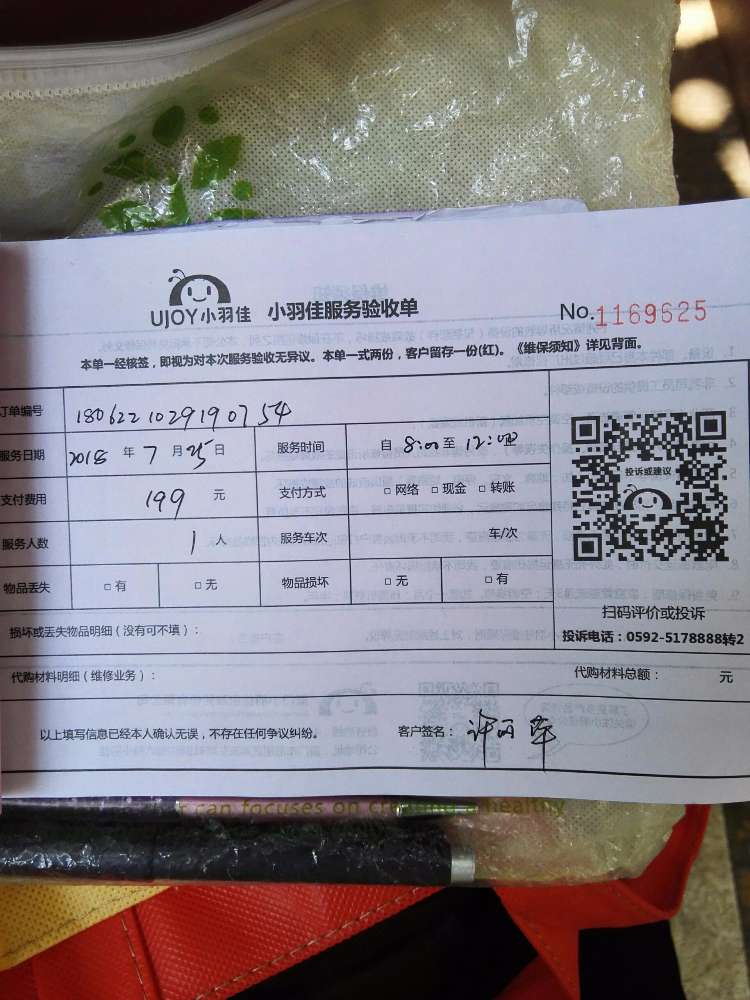 UJOY小羽佳 小羽佳服务验收单 No.1169625
本单一经核签，即视为对本次服务验收无异议。本单一式两份，客户留存一份(红)。《维保须知》详见背面。
订单编号 1806221029190754
服务日期 2018 年 7 月 25 日 服务时间 自 8:00 至 12:00
支付费用 199 元 支付方式 □ 网络 □ 现金 □ 转账
服务人数 1 人 服务车次 车/次
物品丢失 □ 有 □ 无 物品损坏 □ 无 □ 有
投诉或建议
扫码评价或投诉
投诉电话：0592-5178888转2
损坏或丢失物品明细（没有可不填）：
代购材料明细（维修业务）： 代购材料总额： 元
以上填写信息已经本人确认无误，不存在任何争议纠纷。 客户签名：许丽萍
can focuses on healthy